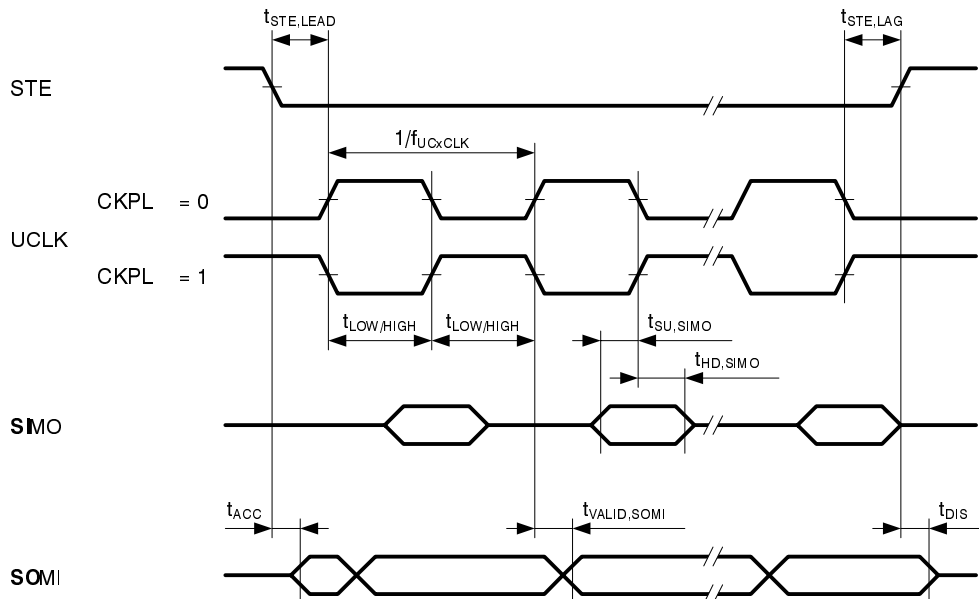 tSTE,LEAD
tSTE,LAG
STE
1/fUCxCLK
CKPL = 0
UCLK
CKPL = 1
tLOW/HIGH tLOW/HIGH
tSU,SIMO
tHD,SIMO
SIMO
tACC
tVALID,SOMI
tDIS
SOMI